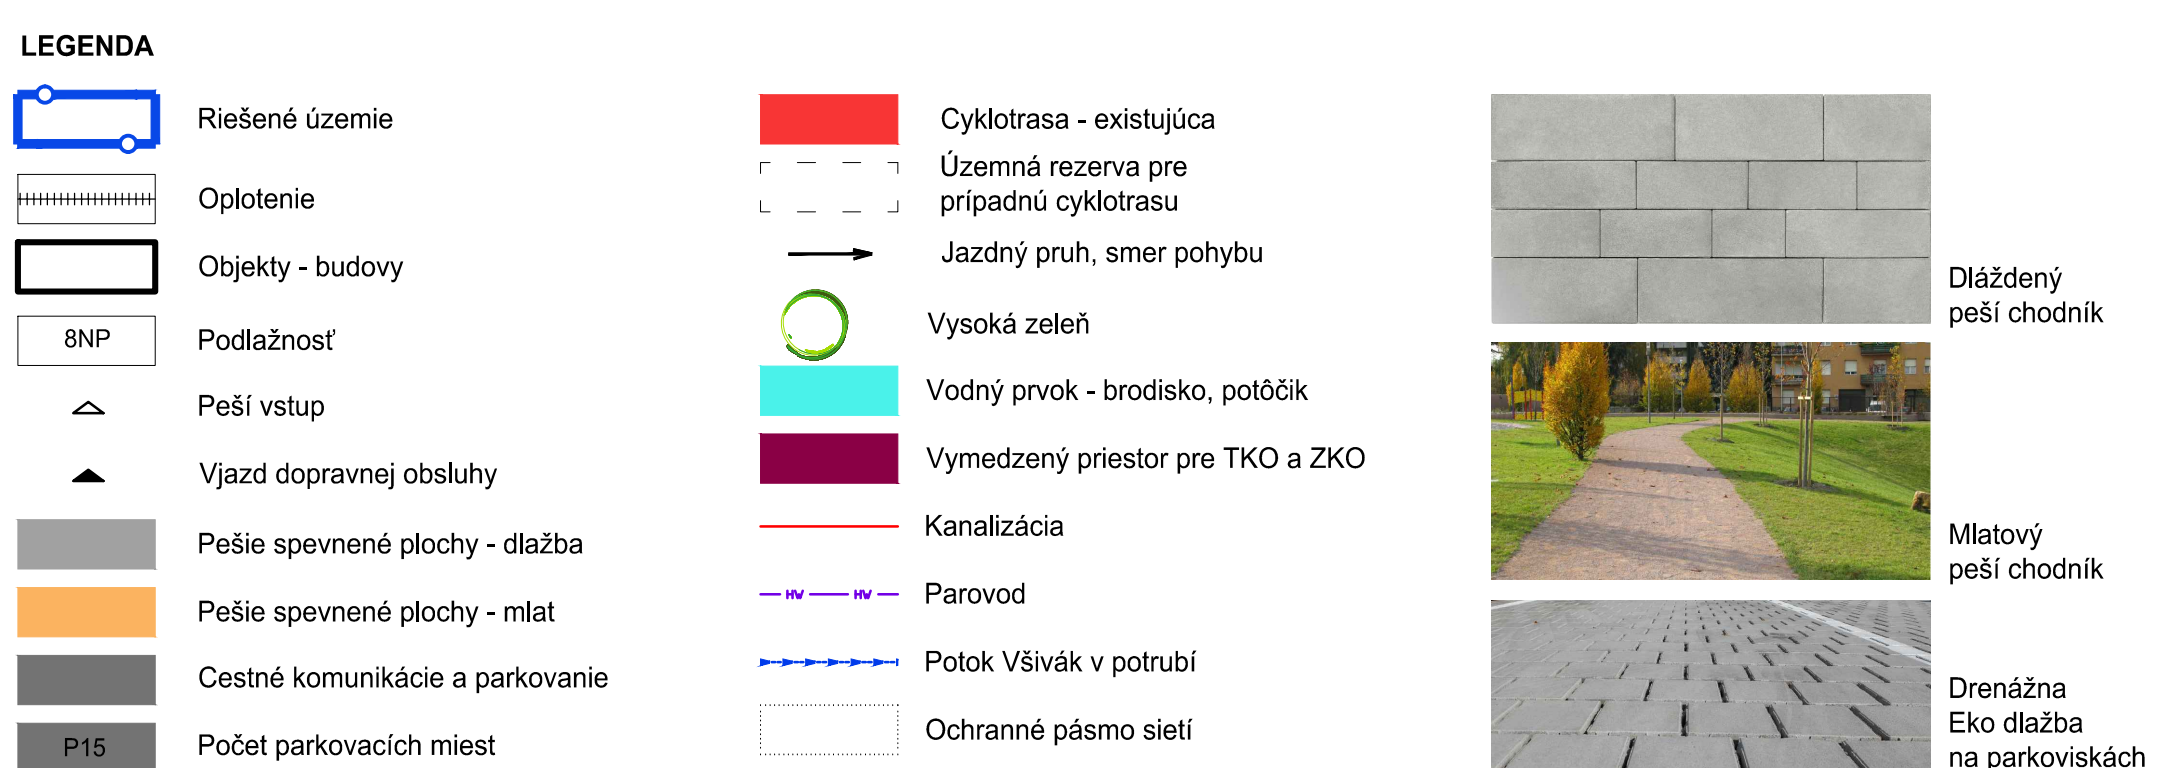 LEGENDA
Riešené územie
Oplotenie
Objekty - budovy
8NP
Podlažnosť
Peší vstup
Vjazd dopravnej obsluhy
Pešie spevnené plochy - dlažba
Pešie spevnené plochy - mlat
Cestné komunikácie a parkovanie
P15
Počet parkovacích miest
Cyklotrasa - existujúca
Územná rezerva pre
prípadnú cyklotrasu
Jazdný pruh, smer pohybu
Vysoká zeleň
Vodný prvok - brodisko, potôčik
Vymedzený priestor pre TKO a ZKO
Kanalizácia
HW HW
Parovod
Potok Všivák v potrubí
Ochranné pásmo sietí
Dláždený
peší chodník
Mlatový
peší chodník
Drenážna
Eko dlažba
na parkoviskách